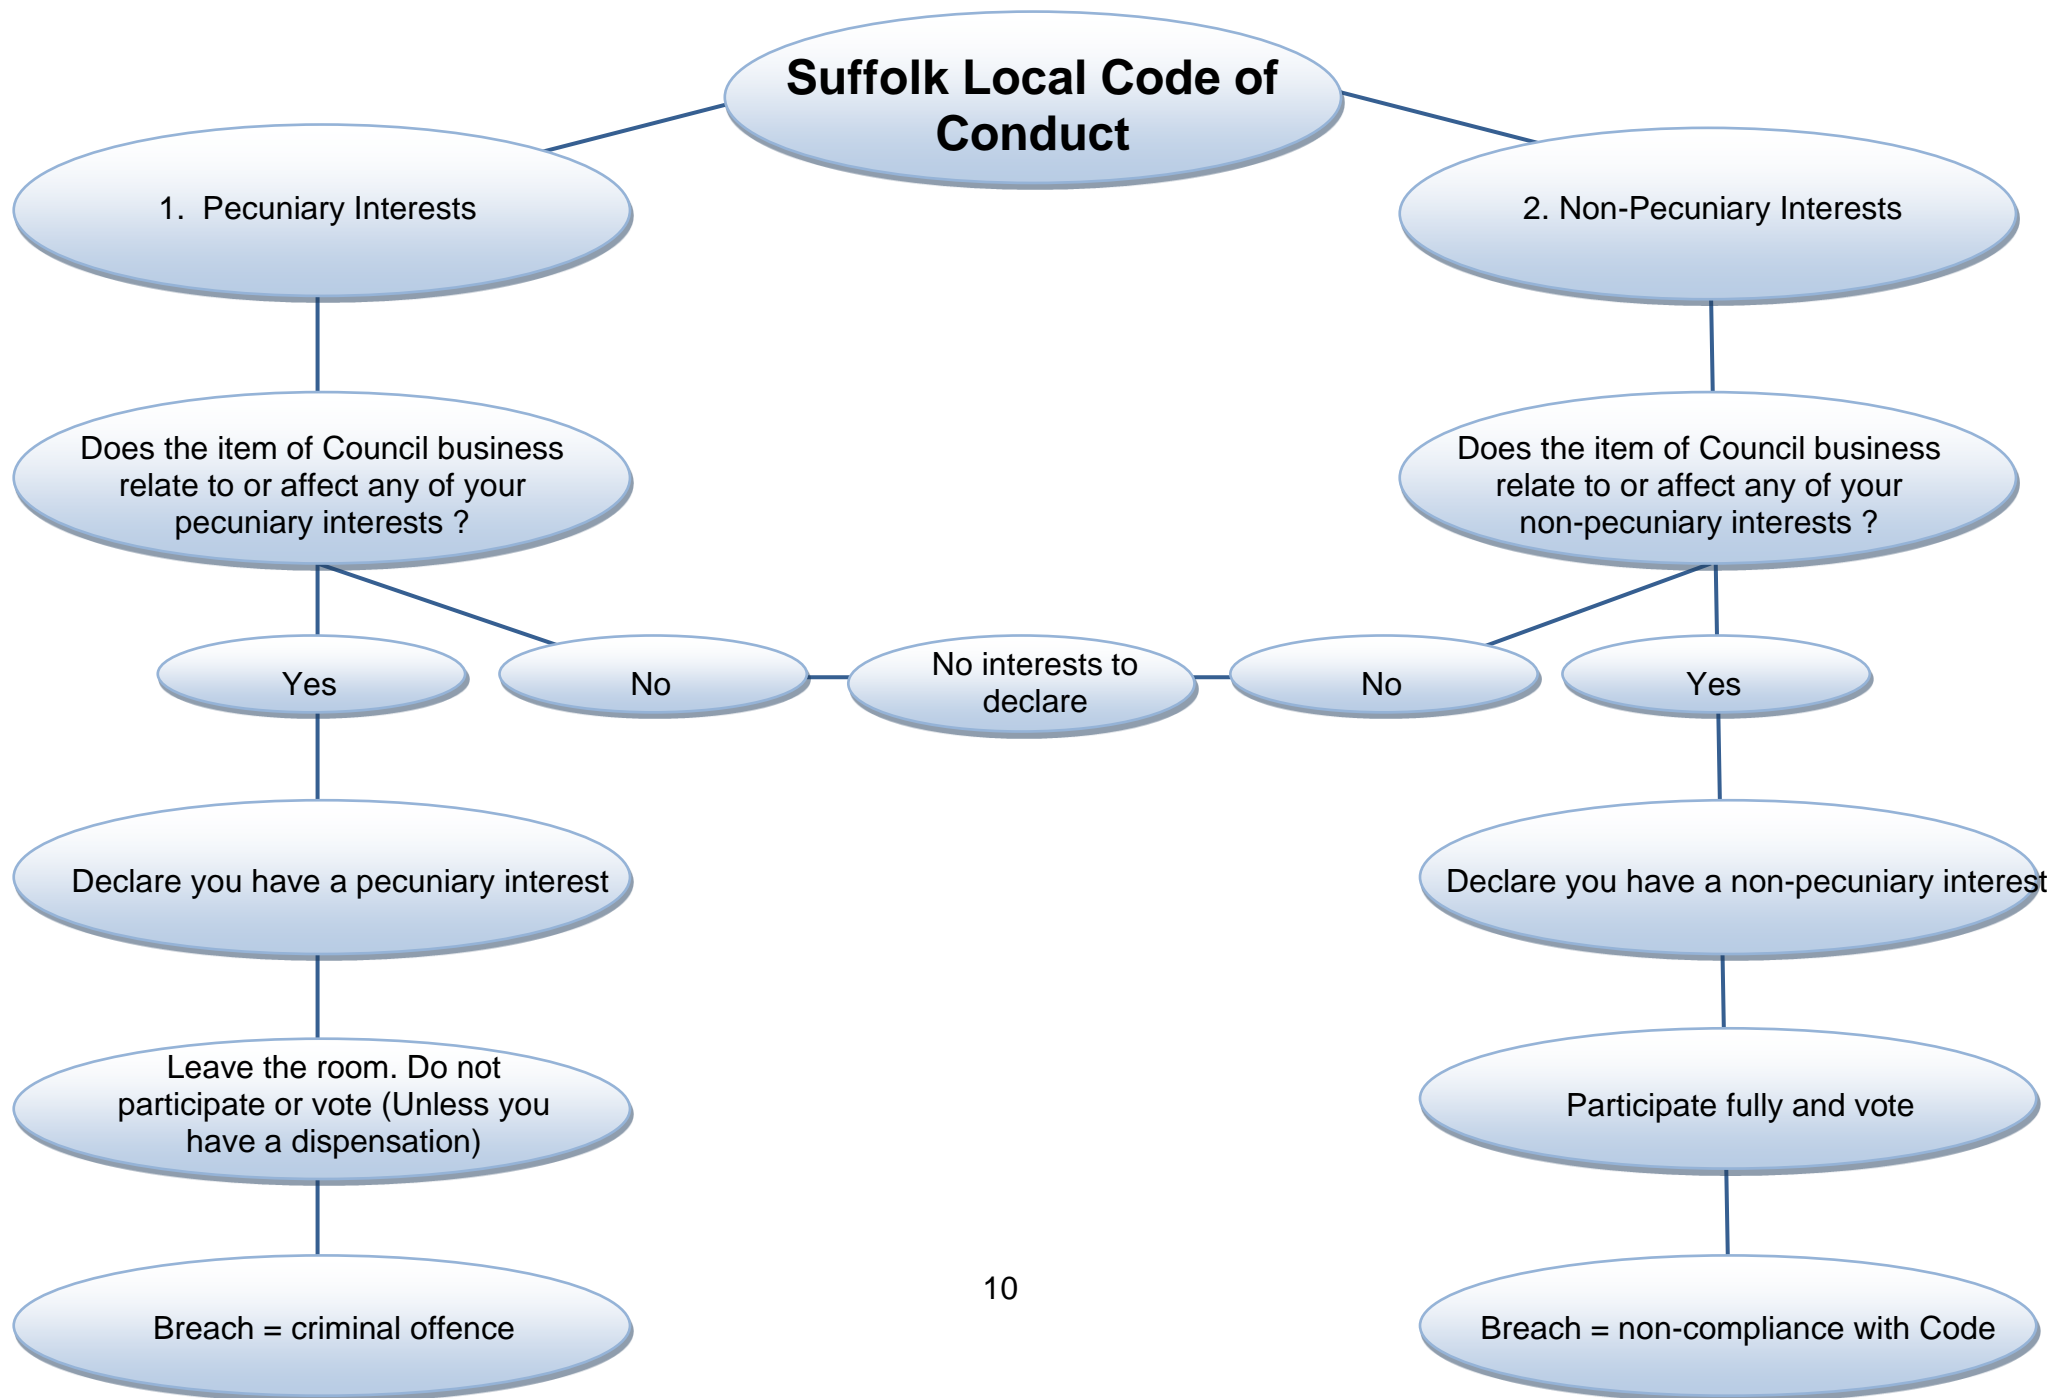 Suffolk Local Code of
Conduct
1. Pecuniary Interests
2. Non-Pecuniary Interests
Does the item of Council business
relate to or affect any of your
pecuniary interests ?
Does the item of Council business
relate to or affect any of your
non-pecuniary interests ?
Yes
No
No interests to
declare
No
Yes
Declare you have a pecuniary interest
Declare you have a non-pecuniary interest
Leave the room. Do not
participate or vote (Unless you
have a dispensation)
Participate fully and vote
Breach = criminal offence
10
Breach = non-compliance with Code